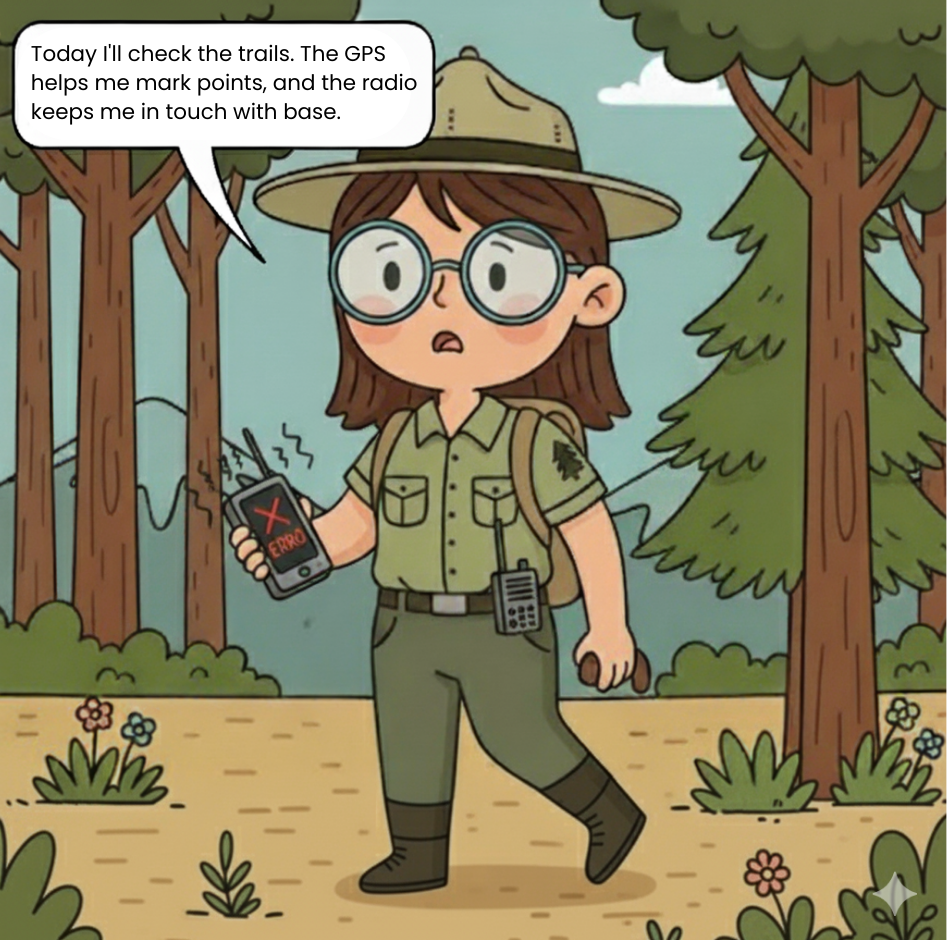 Today I'll check the trails. The GPS
helps me mark points, and the radio
keeps me in touch with base.
X
ERRO